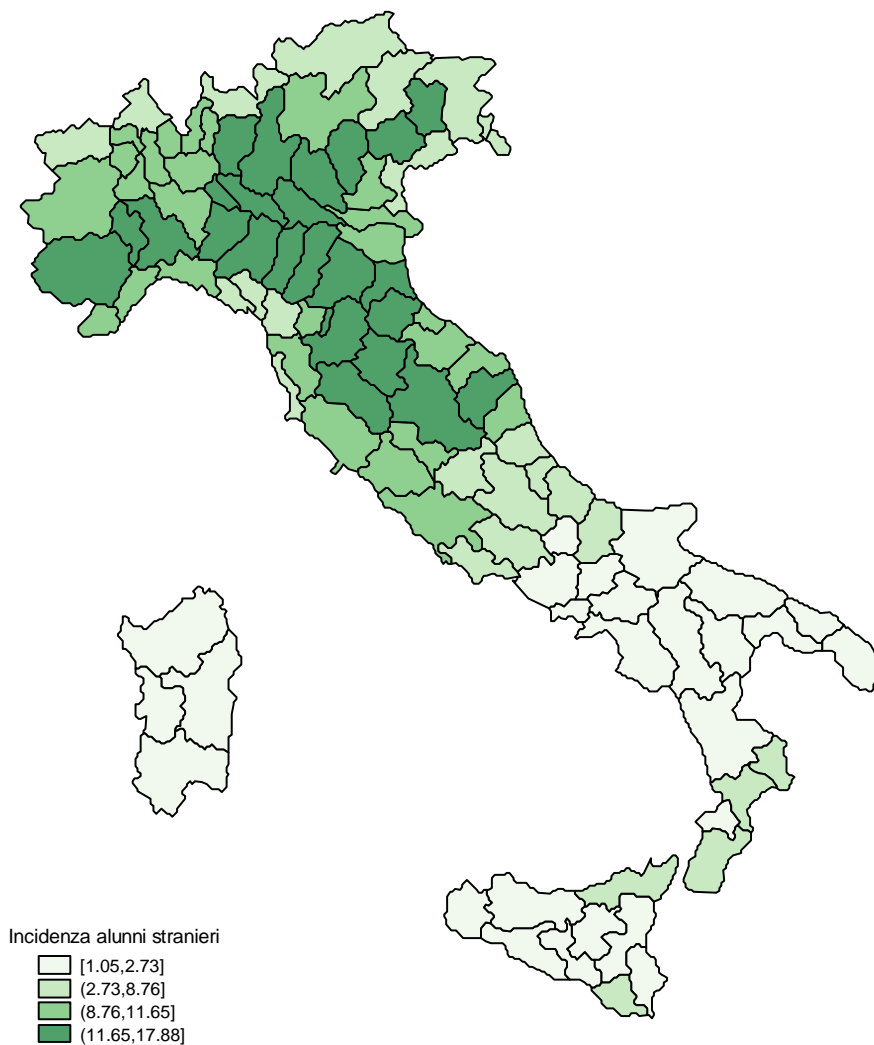 Incidenza alunni stranieri
[1.05,2.73]
(2.73,8.76]
(8.76,11.65]
(11.65,17.88]